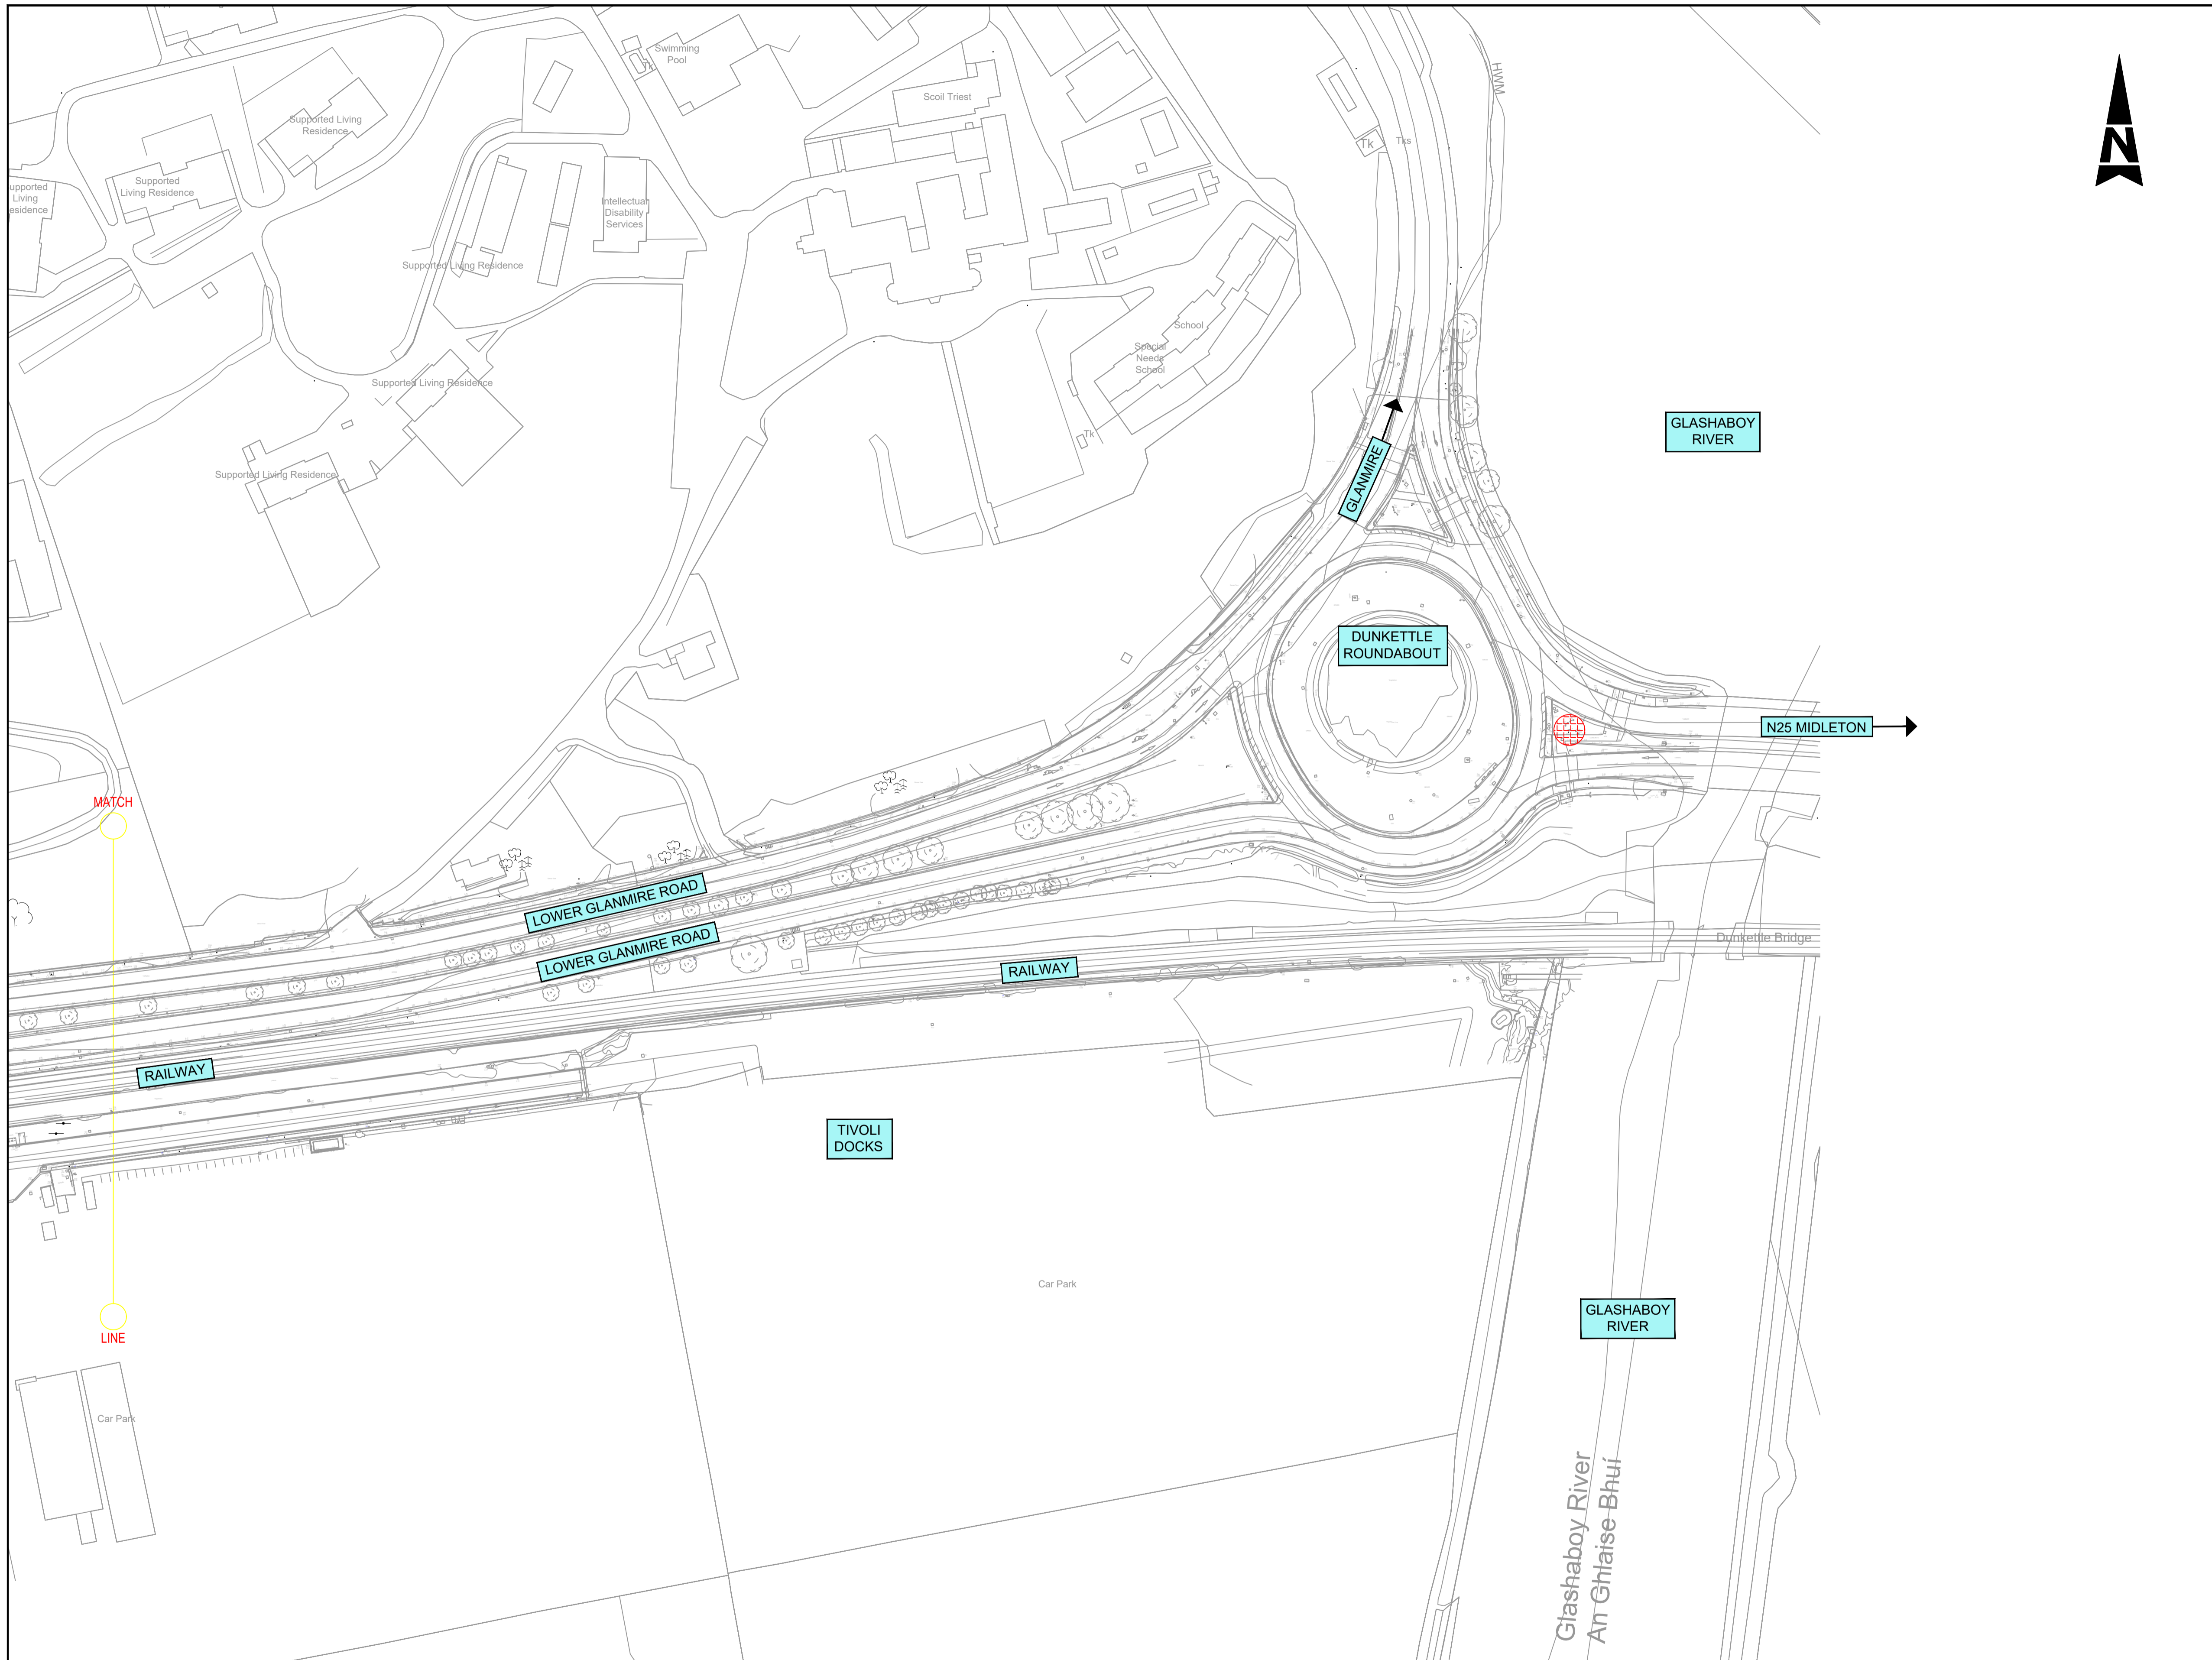 Swimming
Pool
Tk
Scoil Triest
HWM
N
Supported Living
Residence
Tk
Tks
Supported
Living Residence
upported
Living
esidence
Intellectual
Disability
Services
Supported Living Residence
School
Special
Needs
School
Supported Living Residence
Tk
GLASHABOY
RIVER
GLANMIRE
Supported Living Residence
DUNKETTLE
ROUNDABOUT
N25 MIDLETON
MATCH
LOWER GLANMIRE ROAD
LOWER GLANMIRE ROAD
Dunkettle Bridge
RAILWAY
RAILWAY
TIVOLI
DOCKS
Car Park
GLASHABOY
RIVER
LINE
Car Park
Glashaboy River
An Ghlaise Bhuí